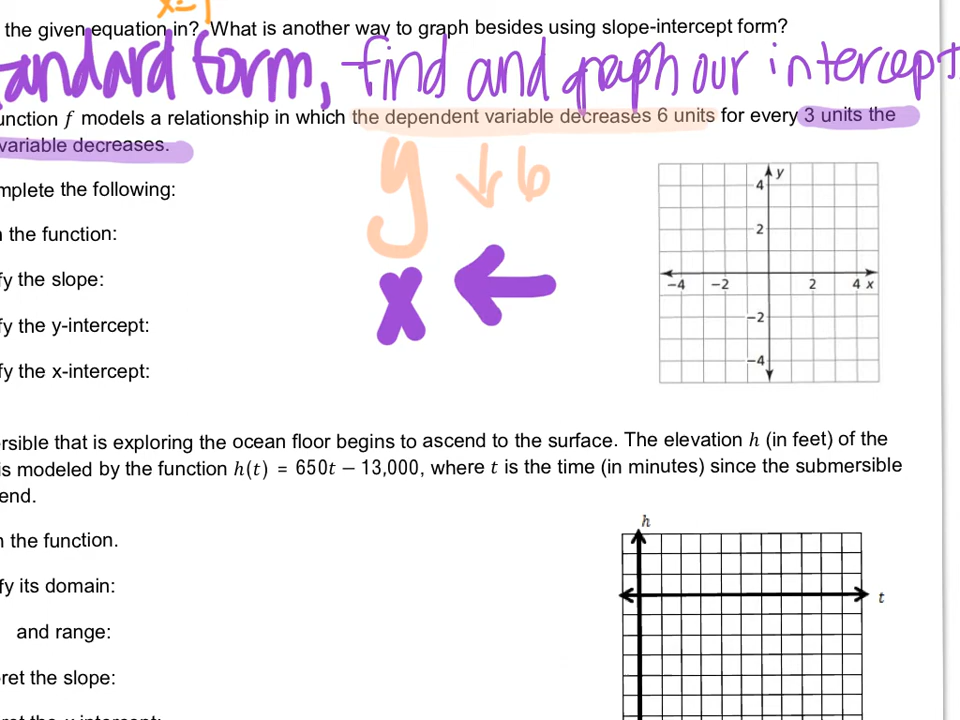 x=1
the given equation in? What is another way to graph besides using slope-intercept form?
andard form, find and graph our intercept
unction f models a relationship in which the dependent variable decreases 6 units for every 3 units the
variable decreases.
y ↓ 6
mplete the following:
the function:
fy the slope:
x ←
fy the y-intercept:
fy the x-intercept:
y
4
2
-4 -2 2 4 x
-2
-4
rsible that is exploring the ocean floor begins to ascend to the surface. The elevation h (in feet) of the
is modeled by the function h(t) = 650t − 13,000, where t is the time (in minutes) since the submersible
end.
h
the function.
fy its domain:
t
and range:
ret the slope: